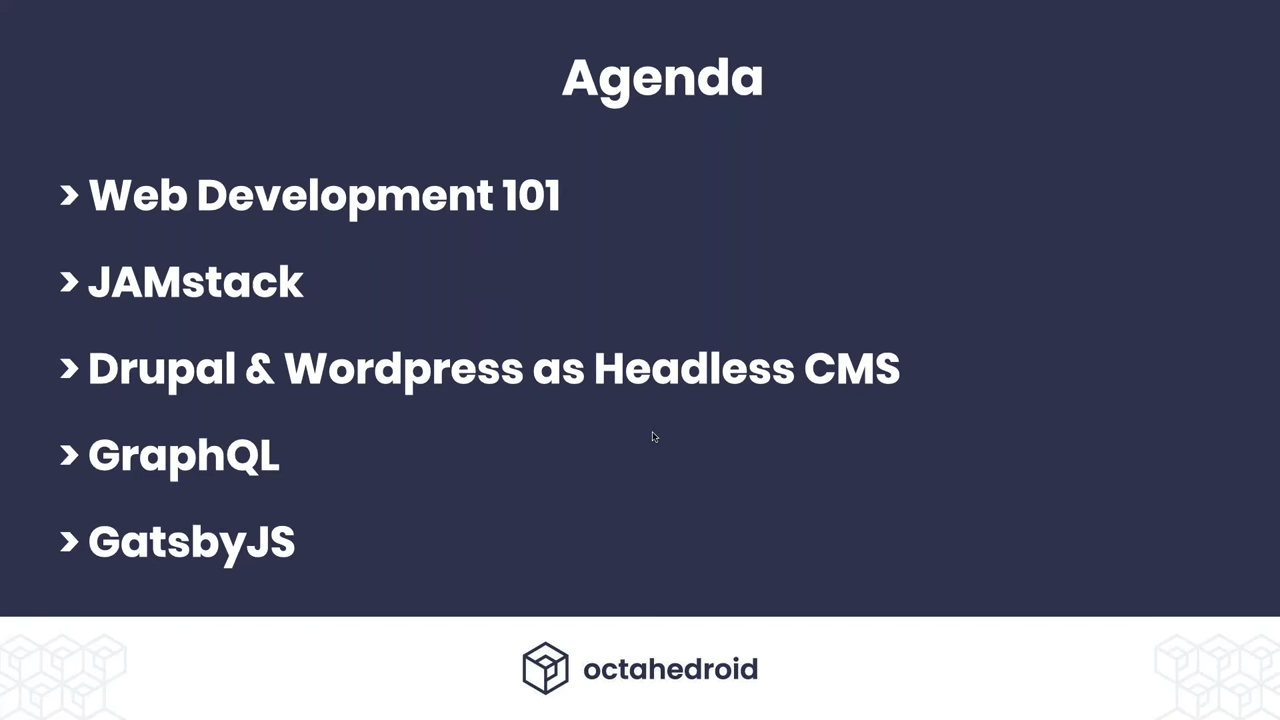 Agenda
> Web Development 101
> JAMstack
> Drupal & Wordpress as Headless CMS
> GraphQL
> GatsbyJS
octahedroid